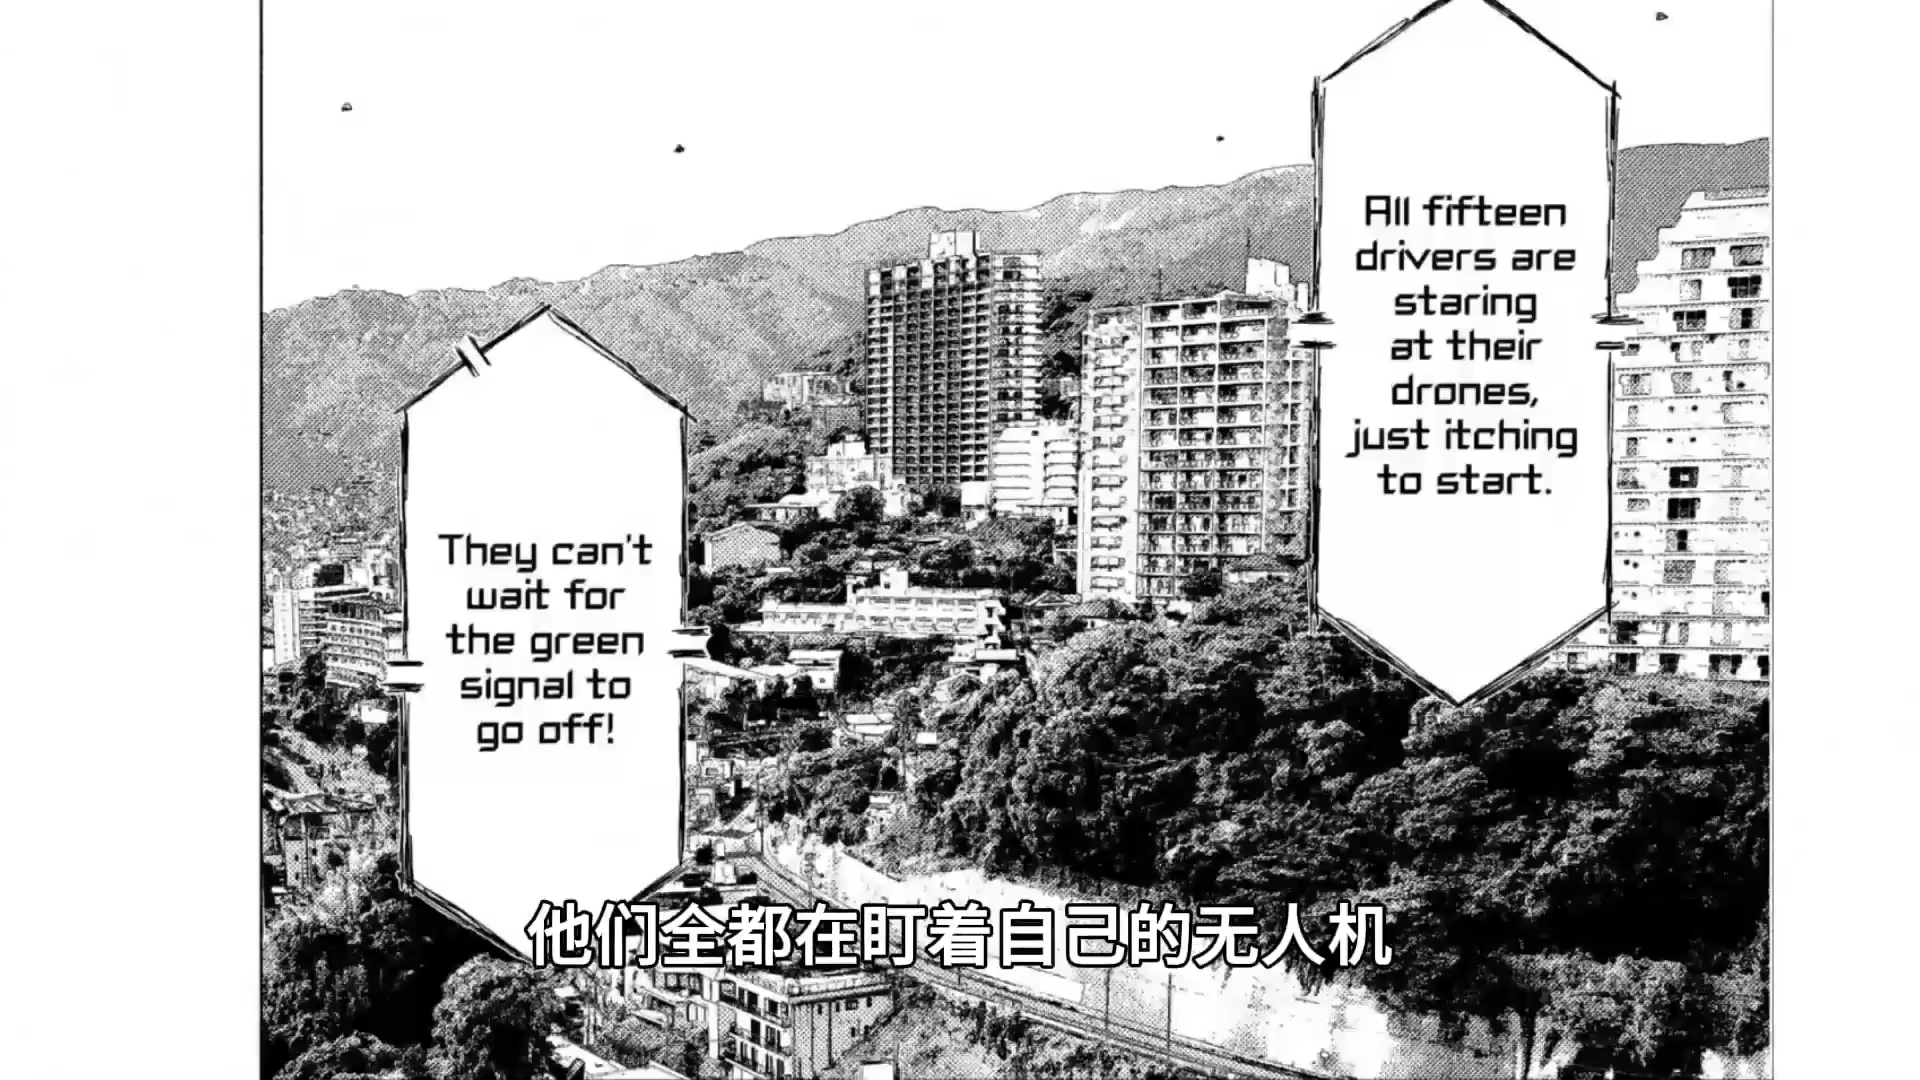 All fifteen
drivers are
staring
at their
drones,
just itching
to start.
They can't
wait for
the green
signal to
go off!
他们全都在盯着自己的无人机